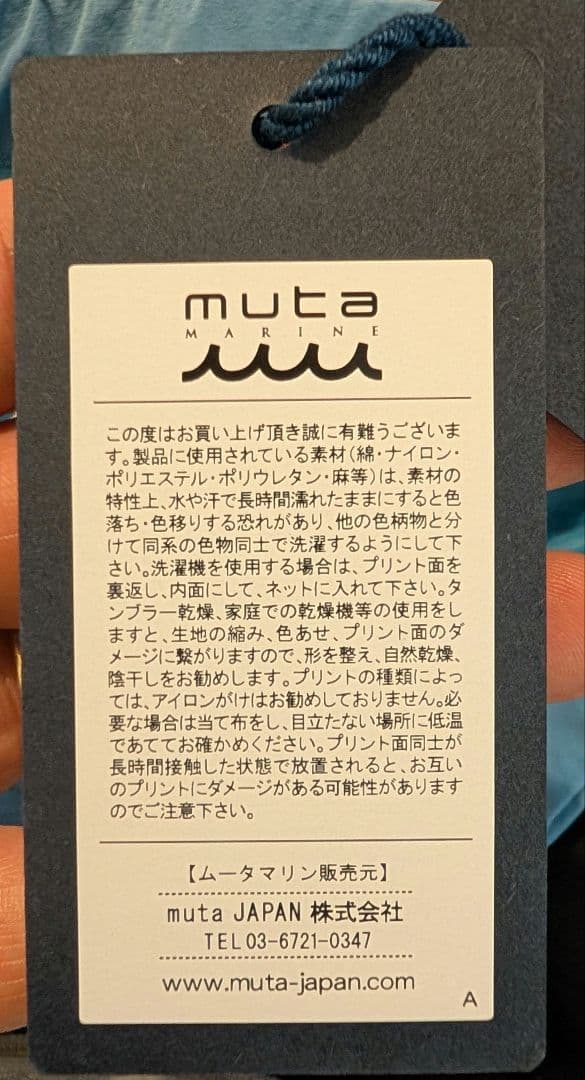 muta
MARINE
この度はお買い上げ頂き誠に有難うございま
す。製品に使用されている素材(綿・ナイロン・
ポリエステル・ポリウレタン・麻等)は、素材の
特性上、水や汗で長時間濡れたままにすると色
落ち・色移りする恐れがあり、他の色柄物と分
けて同系の色物同士で洗濯するようにして下
さい。洗濯機を使用する場合は、プリント面を
裏返し、内面にして、ネットに入れて下さい。タ
ンブラー乾燥、家庭での乾燥機等の使用をし
ますと、生地の縮み、色あせ、プリント面のダ
メージに繋がりますので、形を整え、自然乾燥、
陰干しをお勧めします。プリントの種類によっ
ては、アイロンがけはお勧めしておりません。必
要な場合は当て布をし、目立たない場所に低温
であててお確かめください。プリント面同士が
長時間接触した状態で放置されると、お互い
のプリントにダメージがある可能性があります
のでご注意下さい。
【ムータマリン販売元】
muta JAPAN 株式会社
TEL03-6721-0347
www.muta-japan.com
A